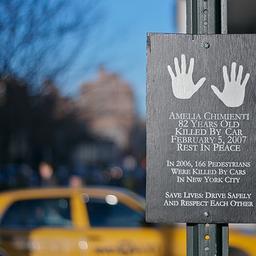 Amelia Chimienti
82 Years Old
Killed By Car
February 5, 2007
Rest In Peace
In 2006, 166 Pedestrians
Were Killed By Cars
In New York City
Save Lives: Drive Safely
And Respect Each Other